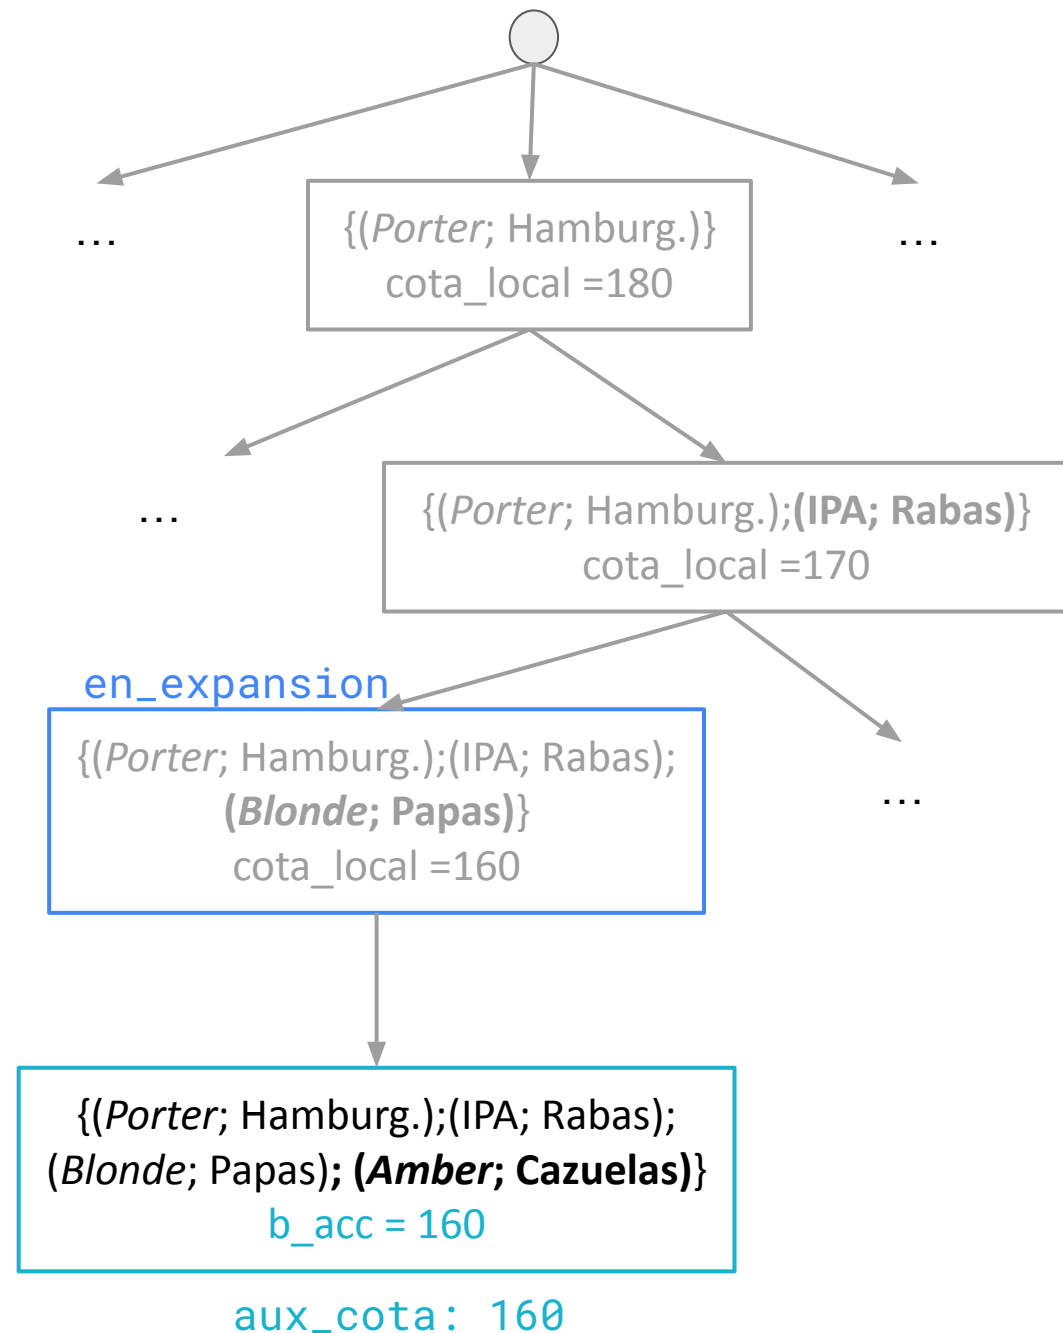 ...
{(Porter; Hamburg.)}
cota_local =180
...
...
{(Porter; Hamburg.);(IPA; Rabas)}
cota_local =170
en_expansion
{(Porter; Hamburg.);(IPA; Rabas);
(Blonde; Papas)}
cota_local =160
...
{(Porter; Hamburg.);(IPA; Rabas);
(Blonde; Papas); (Amber; Cazuelas)}
b_acc = 160
aux_cota: 160